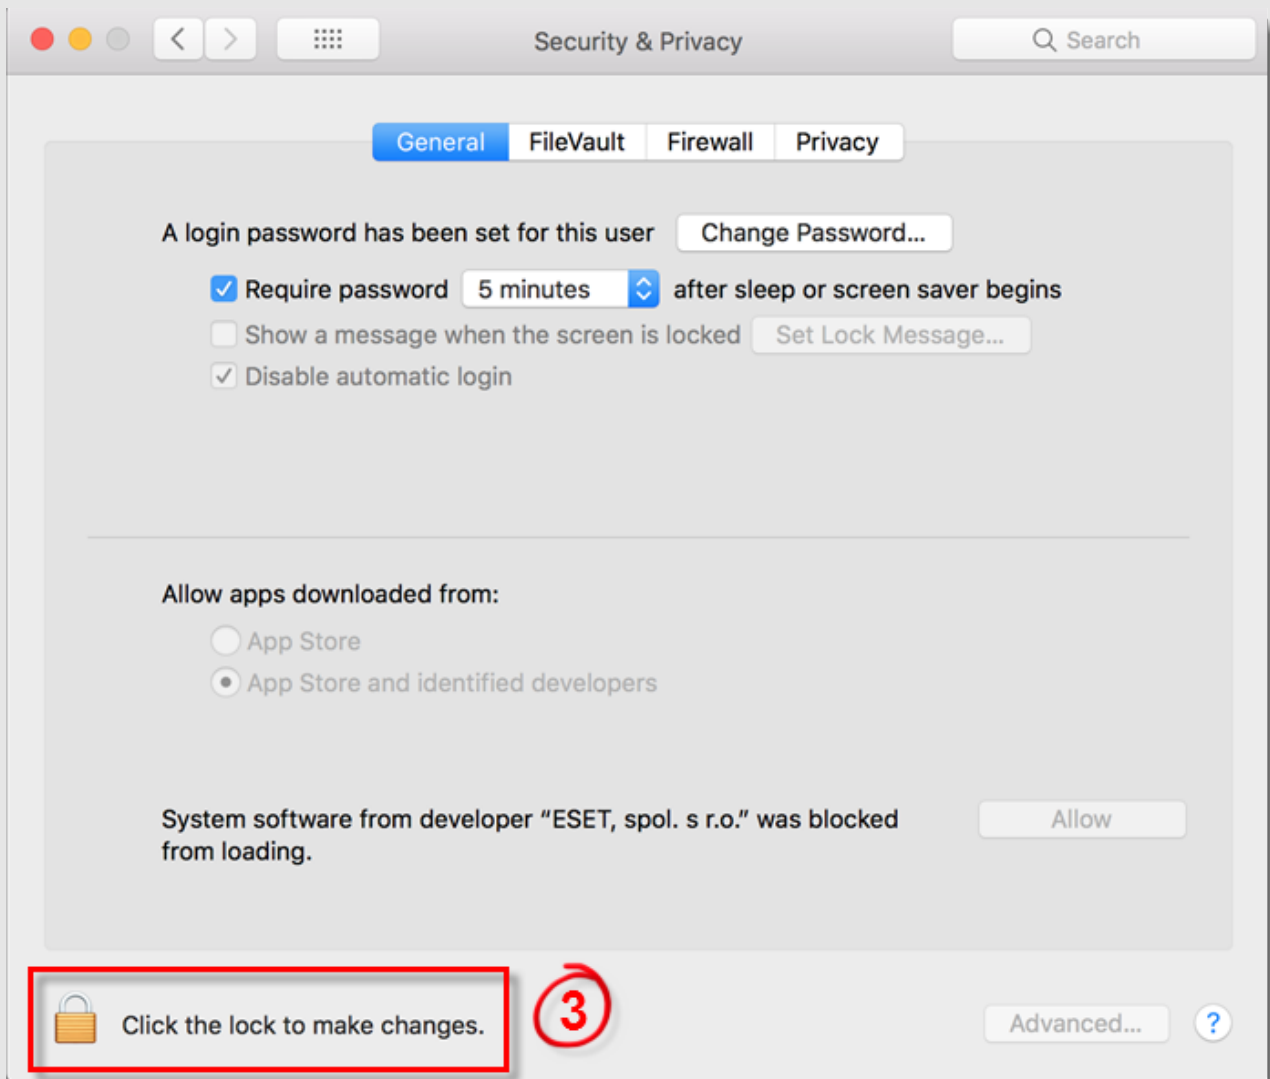 Security & Privacy
Search
General FileVault Firewall Privacy
A login password has been set for this user Change Password...
Require password 5 minutes after sleep or screen saver begins
Show a message when the screen is locked Set Lock Message...
Disable automatic login
Allow apps downloaded from:
App Store
App Store and identified developers
System software from developer “ESET, spol. s r.o.” was blocked
from loading.
Allow
Click the lock to make changes.
3
Advanced...
?